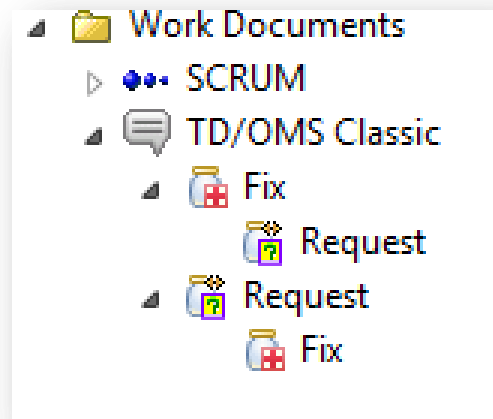 Work Documents
SCRUM
TD/OMS Classic
Fix
Request
Request
Fix